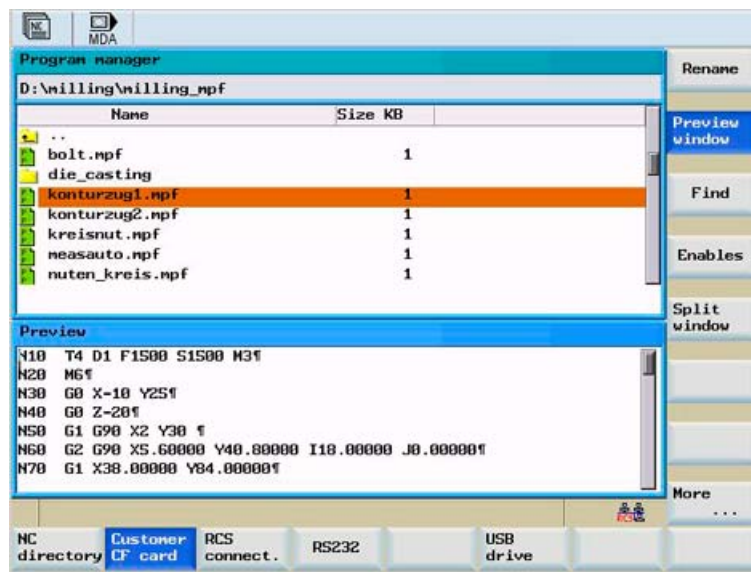 NC
MDA
Program manager
D:\milling\milling_mpf
Name Size KB
..
bolt.mpf 1
die_casting
konturzug1.mpf 1
konturzug2.mpf 1
kreisnut.mpf 1
measauto.mpf 1
nuten_kreis.mpf 1
Preview
N10 T4 D1 F1500 S1500 M3¶
N20 M6¶
N30 G0 X-10 Y25¶
N40 G0 Z-20¶
N50 G1 G90 X2 Y30 ¶
N60 G2 G90 X5.60000 Y40.80000 I18.00000 J0.00000¶
N70 G1 X38.00000 Y84.00000¶
Rename
Preview
window
Find
Enables
Split
window
More
...
NC
directory
Customer
CF card
RCS
connect.
RS232
USB
drive